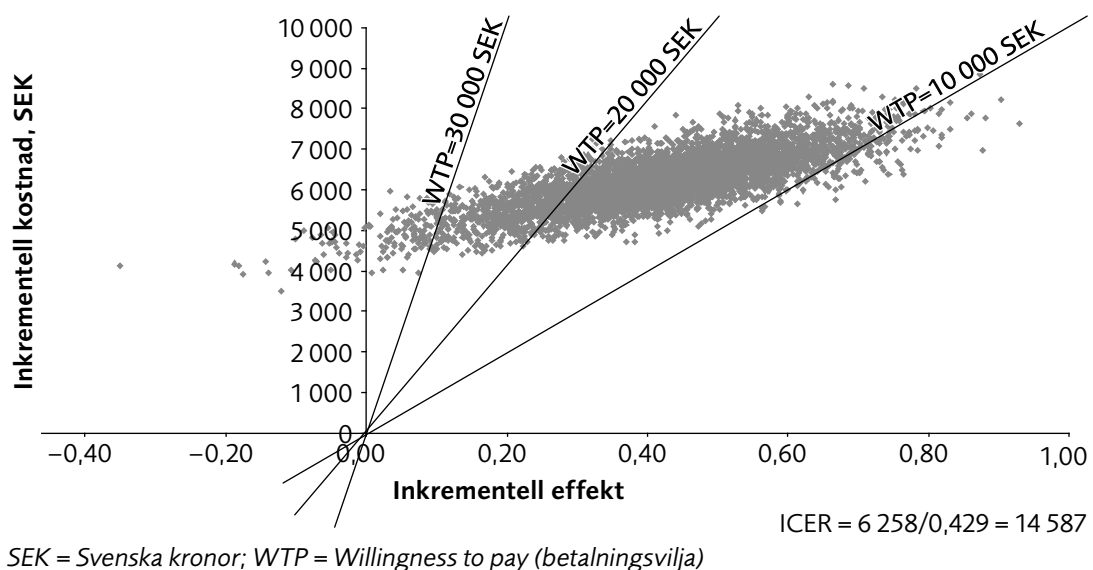 Inkrementell kostnad, SEK
10 000
9 000
8 000
7 000
6 000
5 000
4 000
3 000
2 000
1 000
0
WTP=30 000 SEK
WTP=20 000 SEK
WTP=10 000 SEK
−0,40 −0,20 0,00 0,20 0,40 0,60 0,80 1,00
Inkrementell effekt
ICER = 6 258/0,429 = 14 587
SEK = Svenska kronor; WTP = Willingness to pay (betalningsvilja)